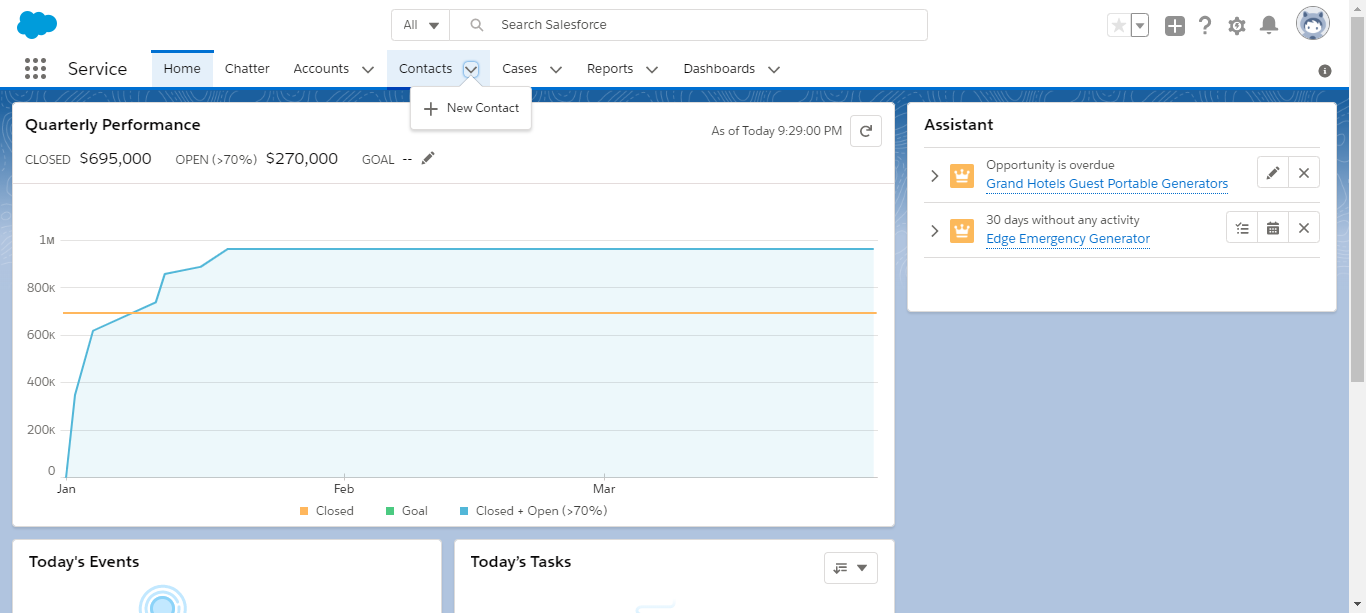 All
Search Salesforce
Service
Home
Chatter
Accounts
Contacts
Cases
Reports
Dashboards
New Contact
Quarterly Performance
As of Today 9:29:00 PM
CLOSED $695,000 OPEN (>70%) $270,000 GOAL --
1M
800K
600K
400K
200K
0
Jan
Feb
Mar
Closed
Goal
Closed + Open (>70%)
Assistant
Opportunity is overdue
Grand Hotels Guest Portable Generators
30 days without any activity
Edge Emergency Generator
Today's Events
Today's Tasks